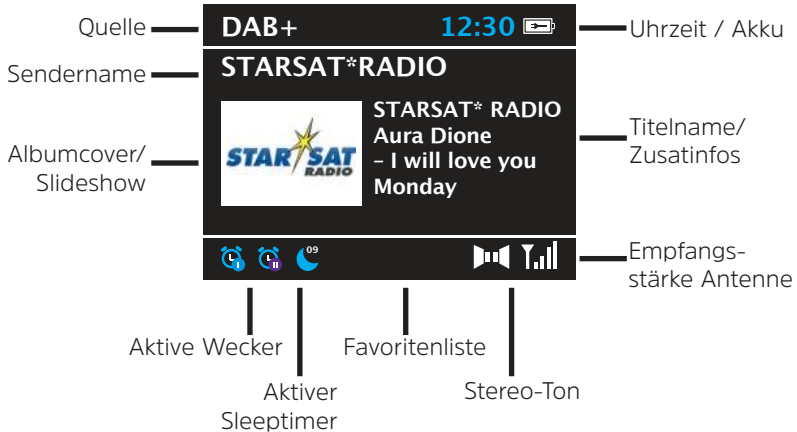 Quelle
DAB+
12:30
Uhrzeit / Akku
Sendername
STARSAT*RADIO
Albumcover/
Slideshow
STAR SAT
RADIO
STARSAT* RADIO
Aura Dione
– I will love you
Monday
Titelname/
Zusatinfos
I
II
09
Empfangs-
stärke Antenne
Aktive Wecker
Favoritenliste
Aktiver
Sleeptimer
Stereo-Ton